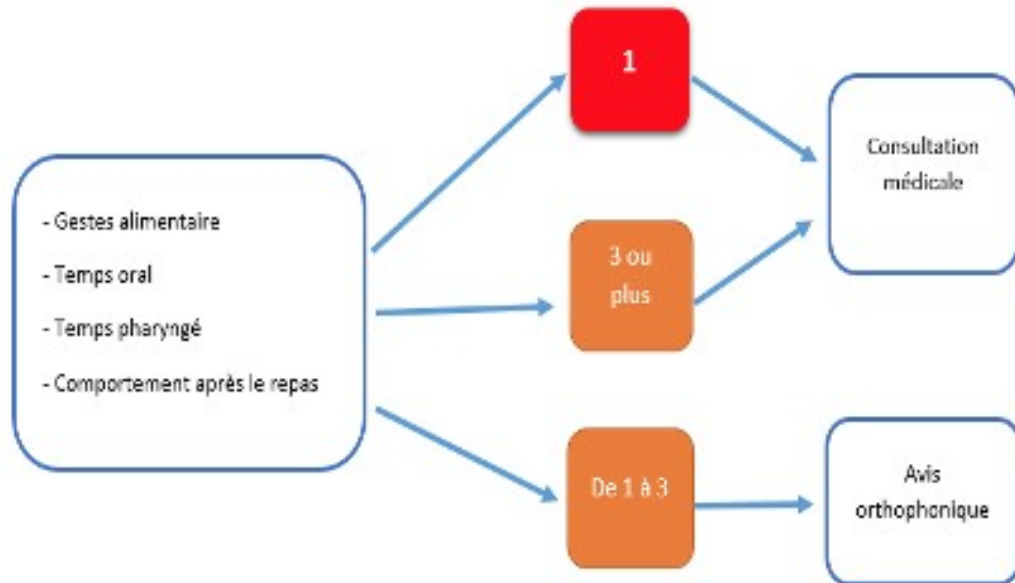 - Gestes alimentaire
- Temps oral
- Temps pharyngé
- Comportement après le repas
1
3 ou
plus
De 1 à 3
Consultation
médicale
Avis
orthophonique